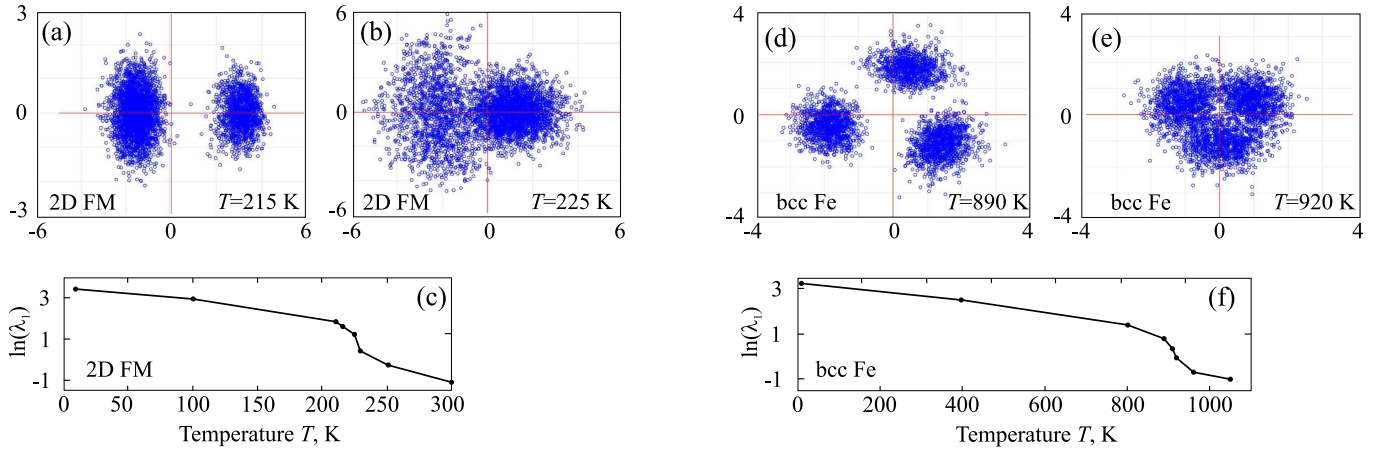 3
(a)
0
2D FM
T=215 K
-3
-6
0
6
6
(b)
0
2D FM
T=225 K
-6
-6
0
6
4
(d)
0
bcc Fe
T=890 K
-4
-4
0
4
4
(e)
0
bcc Fe
T=920 K
-4
-4
0
4
(c)
3
1
-1
ln(λ₁)
2D FM
0
50
100
150
200
250
300
Temperature T, K
(f)
3
1
-1
ln(λ₁)
bcc Fe
0
200
400
600
800
1000
Temperature T, K